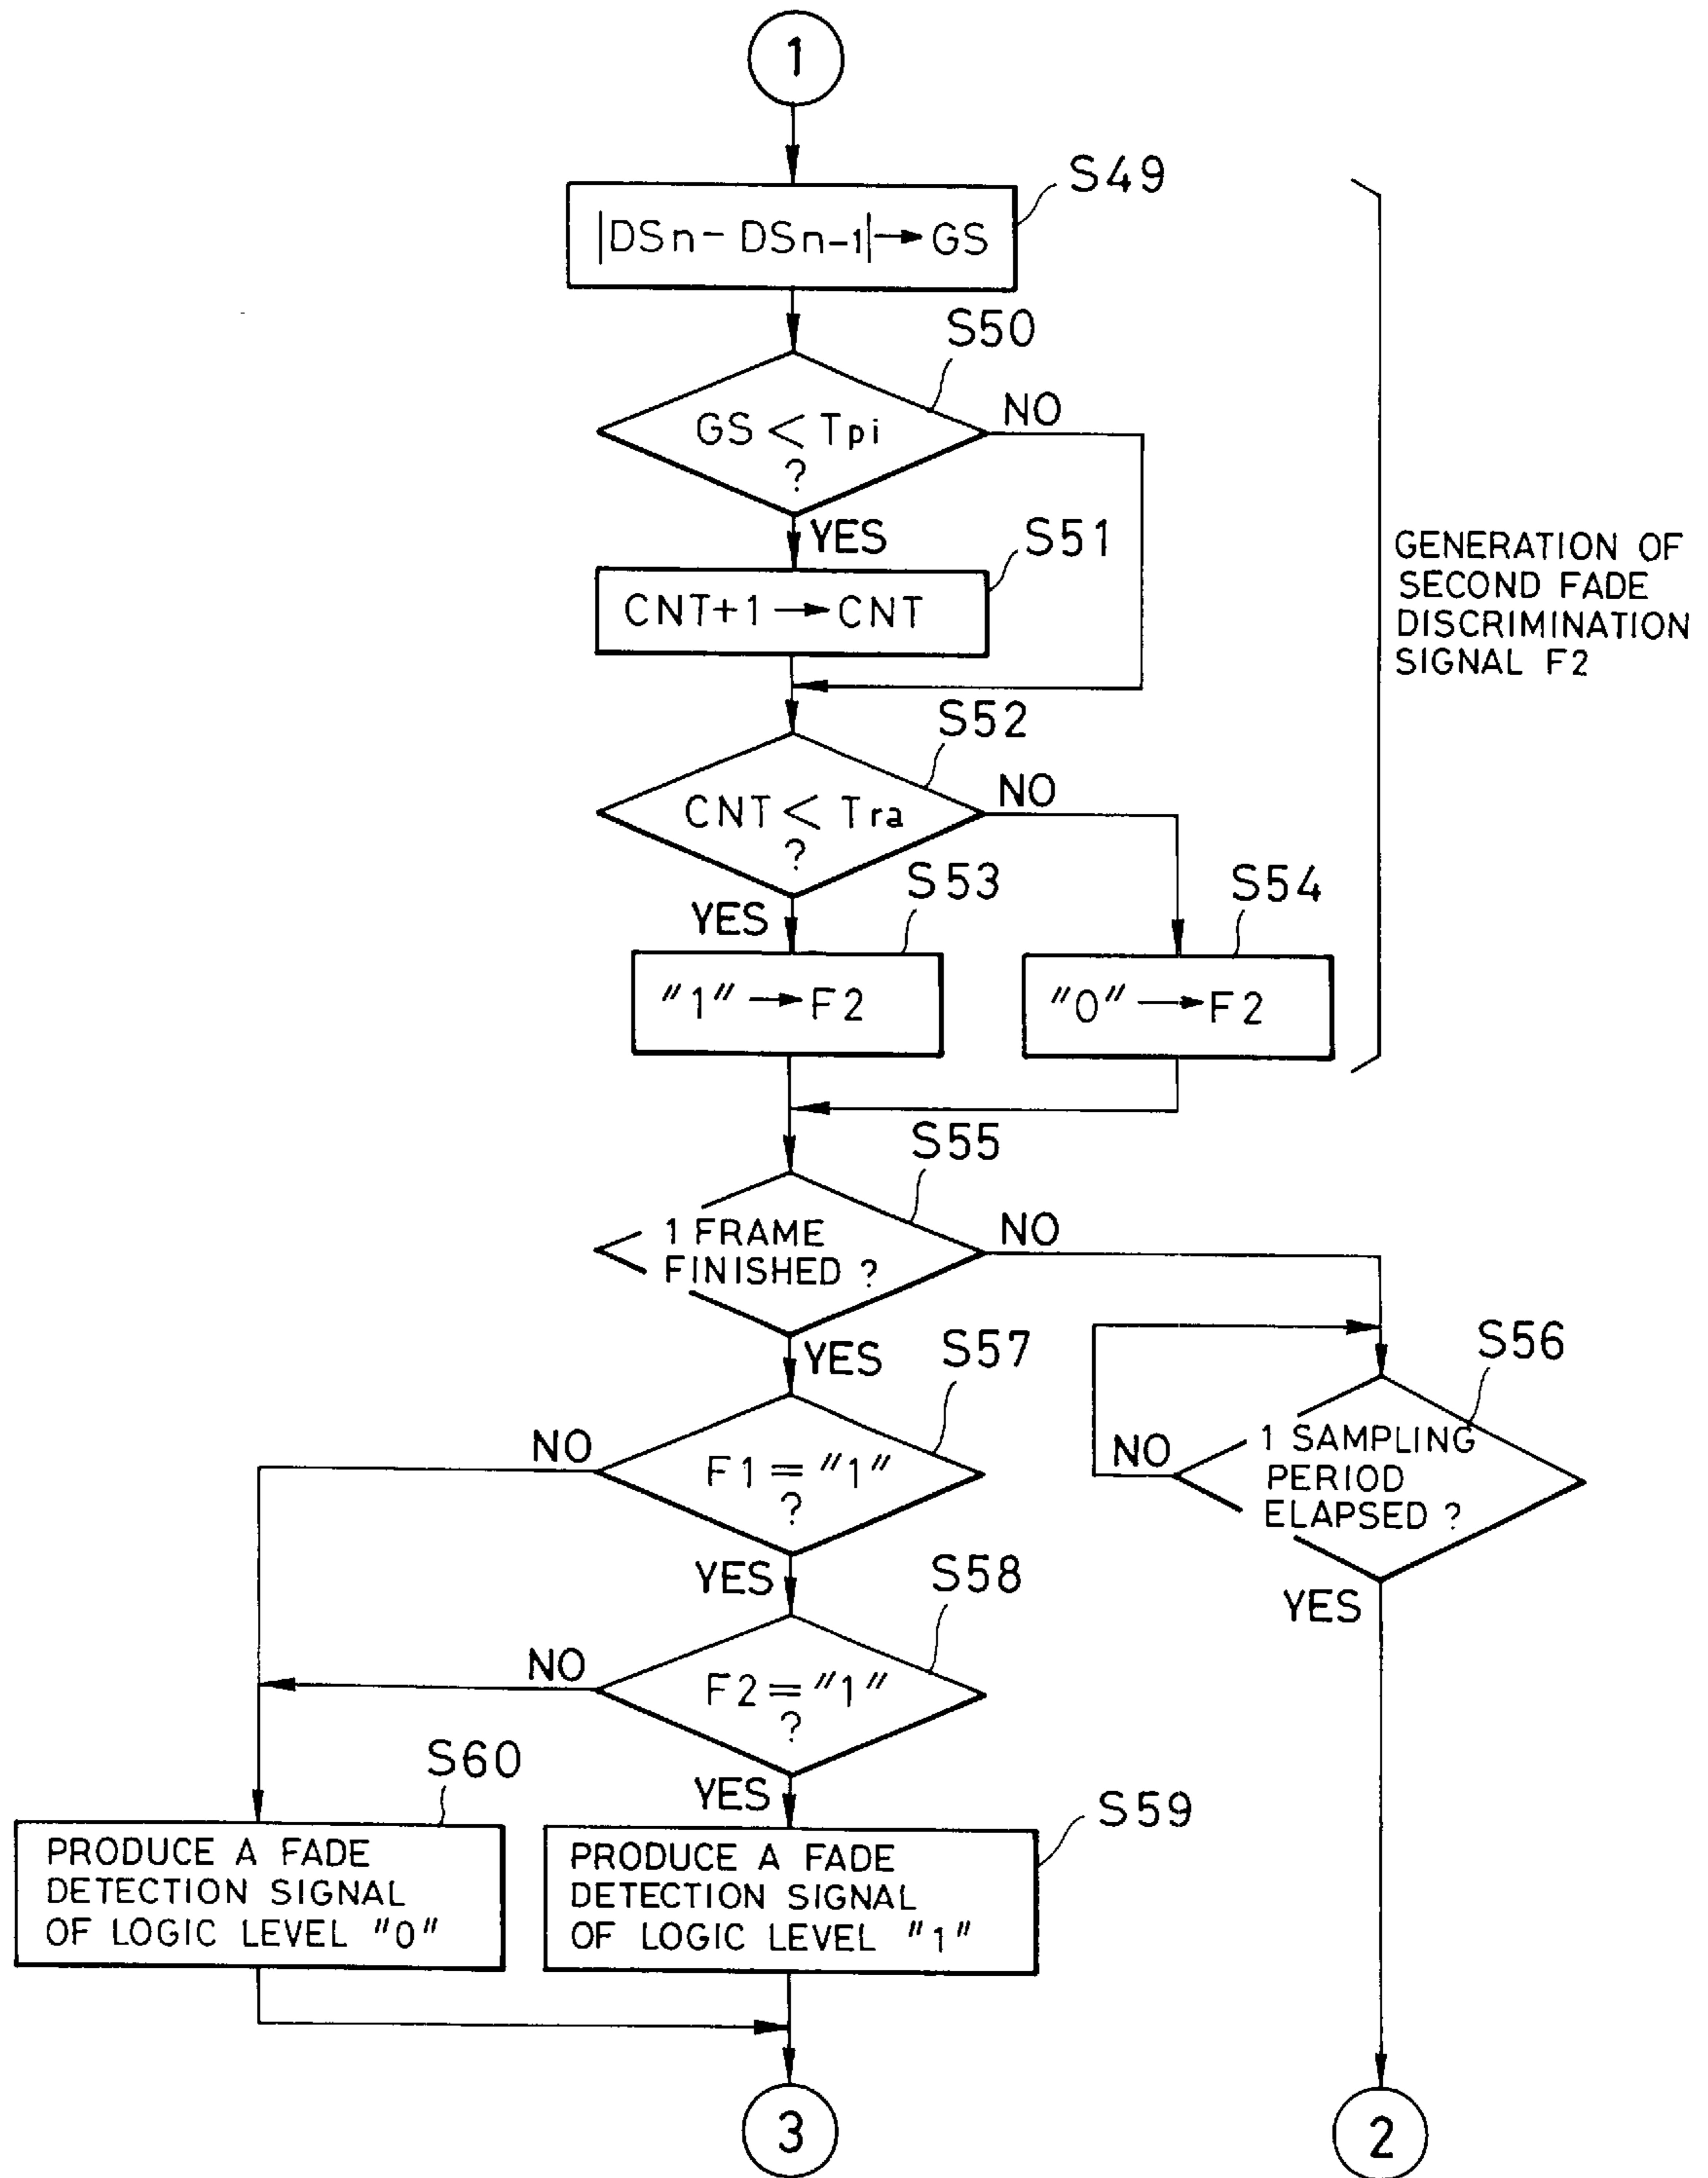 1
S49
|DSn - DSn-1| → GS
S50
GS < Tpi
?
NO
YES
S51
CNT+1 → CNT
GENERATION OF
SECOND FADE
DISCRIMINATION
SIGNAL F2
S52
CNT < Tra
?
NO
YES
S53
"1" → F2
S54
"0" → F2
S55
1 FRAME
FINISHED ?
NO
YES
S56
1 SAMPLING
PERIOD
ELAPSED ?
NO
YES
S57
F1 = "1"
?
NO
YES
S58
F2 = "1"
?
NO
YES
S60
PRODUCE A FADE
DETECTION SIGNAL
OF LOGIC LEVEL "0"
S59
PRODUCE A FADE
DETECTION SIGNAL
OF LOGIC LEVEL "1"
3
2